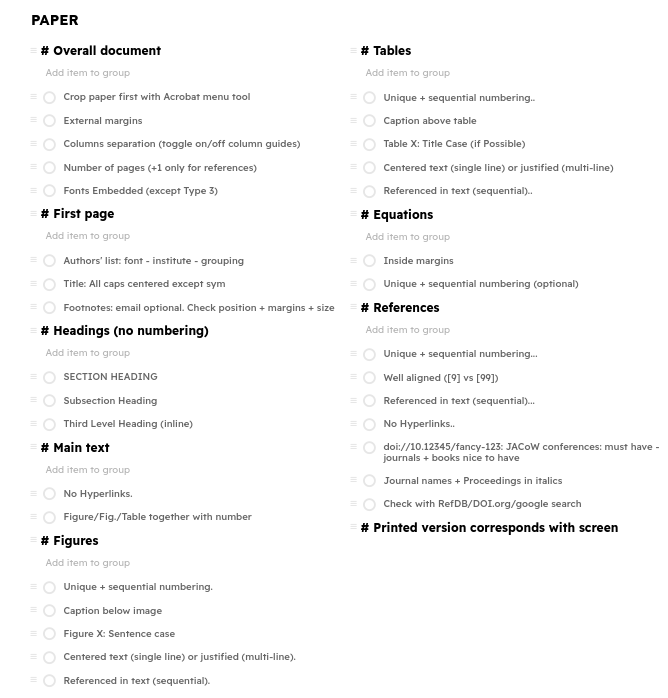 PAPER
# Overall document
Add item to group
Crop paper first with Acrobat menu tool
External margins
Columns separation (toggle on/off column guides)
Number of pages (+1 only for references)
Fonts Embedded (except Type 3)
# First page
Add item to group
Authors' list: font - institute - grouping
Title: All caps centered except sym
Footnotes: email optional. Check position + margins + size
# Headings (no numbering)
Add item to group
SECTION HEADING
Subsection Heading
Third Level Heading (inline)
# Main text
Add item to group
No Hyperlinks.
Figure/Fig./Table together with number
# Figures
Add item to group
Unique + sequential numbering.
Caption below image
Figure X: Sentence case
Centered text (single line) or justified (multi-line).
Referenced in text (sequential).
# Tables
Add item to group
Unique + sequential numbering..
Caption above table
Table X: Title Case (if Possible)
Centered text (single line) or justified (multi-line)
Referenced in text (sequential)..
# Equations
Add item to group
Inside margins
Unique + sequential numbering (optional)
# References
Add item to group
Unique + sequential numbering...
Well aligned ([9] vs [99])
Referenced in text (sequential)...
No Hyperlinks..
doi://10.12345/fancy-123: JACoW conferences: must have -
journals + books nice to have
Journal names + Proceedings in italics
Check with RefDB/DOI.org/google search
# Printed version corresponds with screen